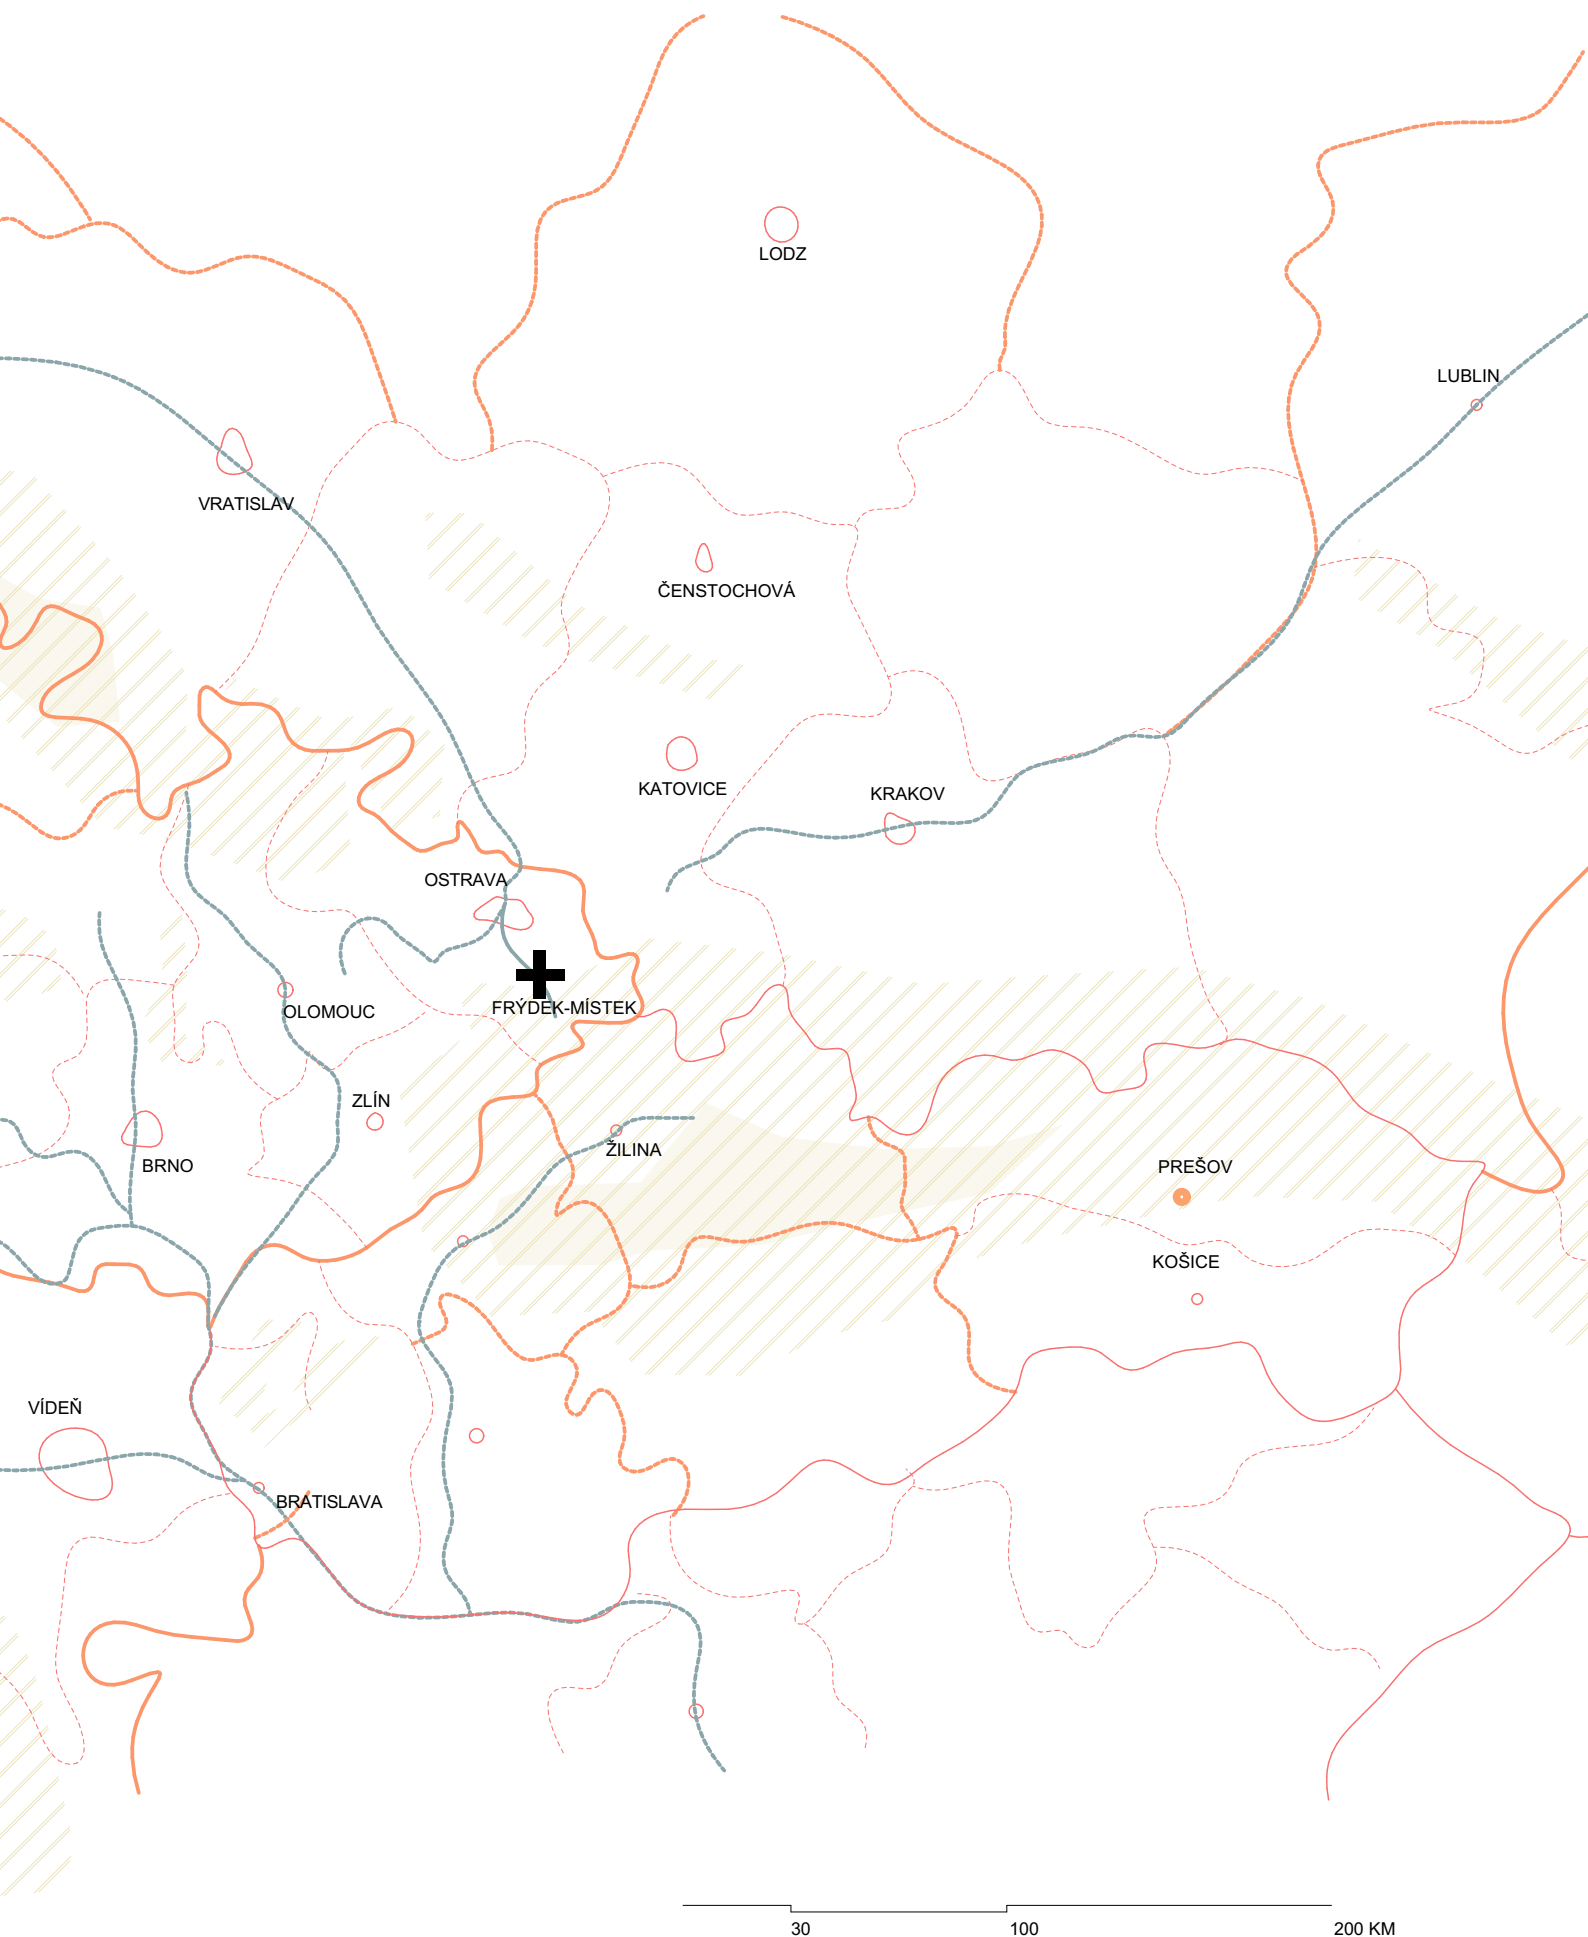 LODZ
LUBLIN
VRATISLAV
ČENSTOCHOVÁ
KATOVICE
KRAKOV
OSTRAVA
FRÝDEK-MÍSTEK
OLOMOUC
ZLÍN
ŽILINA
BRNO
PREŠOV
KOŠICE
VÍDEŇ
BRATISLAVA
30 100 200 KM